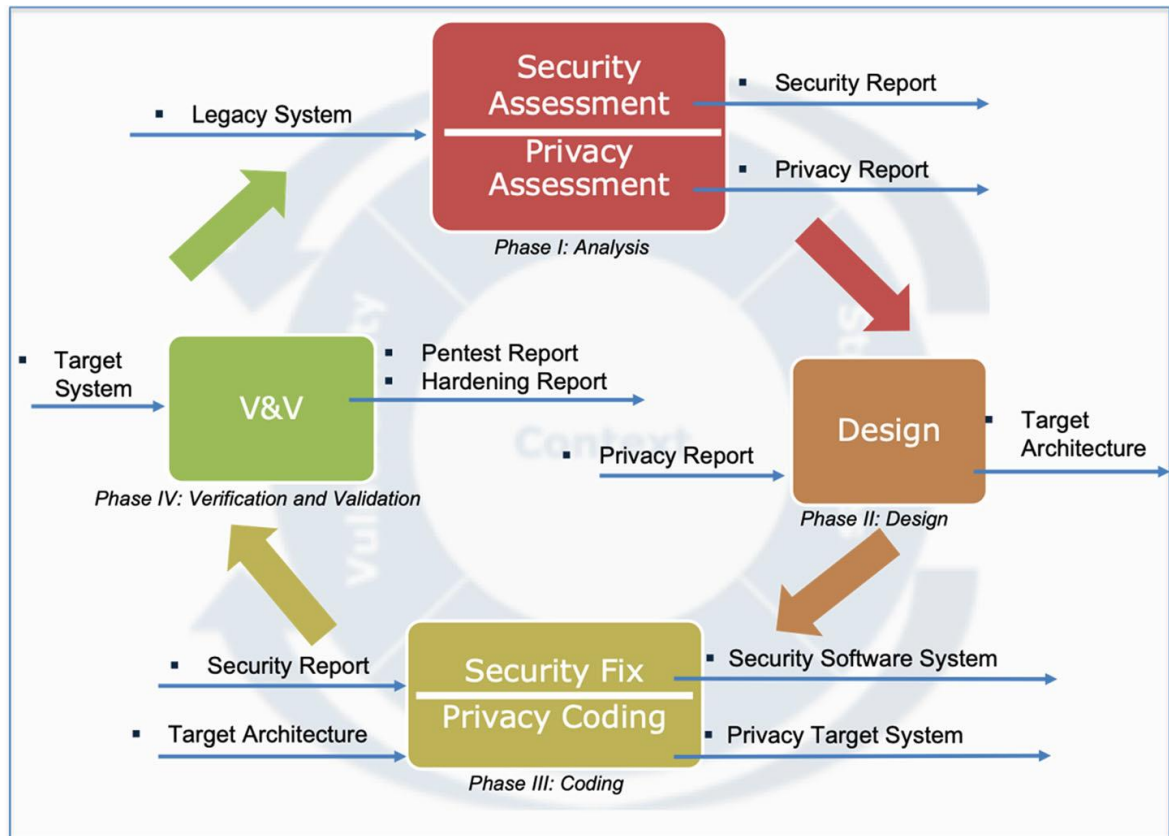 Security
Assessment
Privacy
Assessment
▪ Legacy System
▪ Security Report
▪ Privacy Report
Phase I: Analysis
▪ Target
System
V&V
▪ Pentest Report
▪ Hardening Report
Phase IV: Verification and Validation
Context
▪ Privacy Report
Design
▪ Target
Architecture
Phase II: Design
▪ Security Report
▪ Target Architecture
Security Fix
Privacy Coding
▪ Security Software System
▪ Privacy Target System
Phase III: Coding